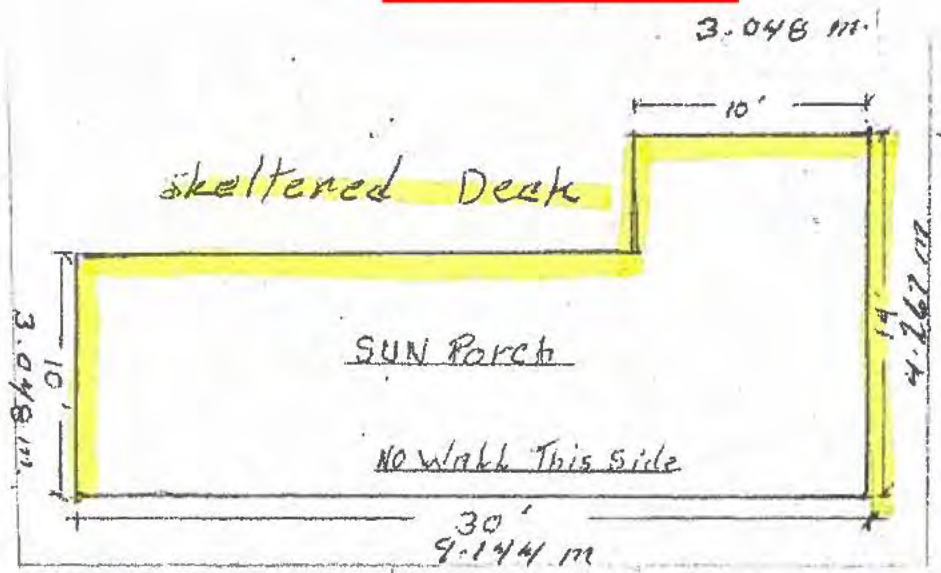 3.048 m.
10'
skeltered Deck
SUN Porch
10'
3.048 m
14'
4.267 m
NO WALL This Side
30'
9.144 m